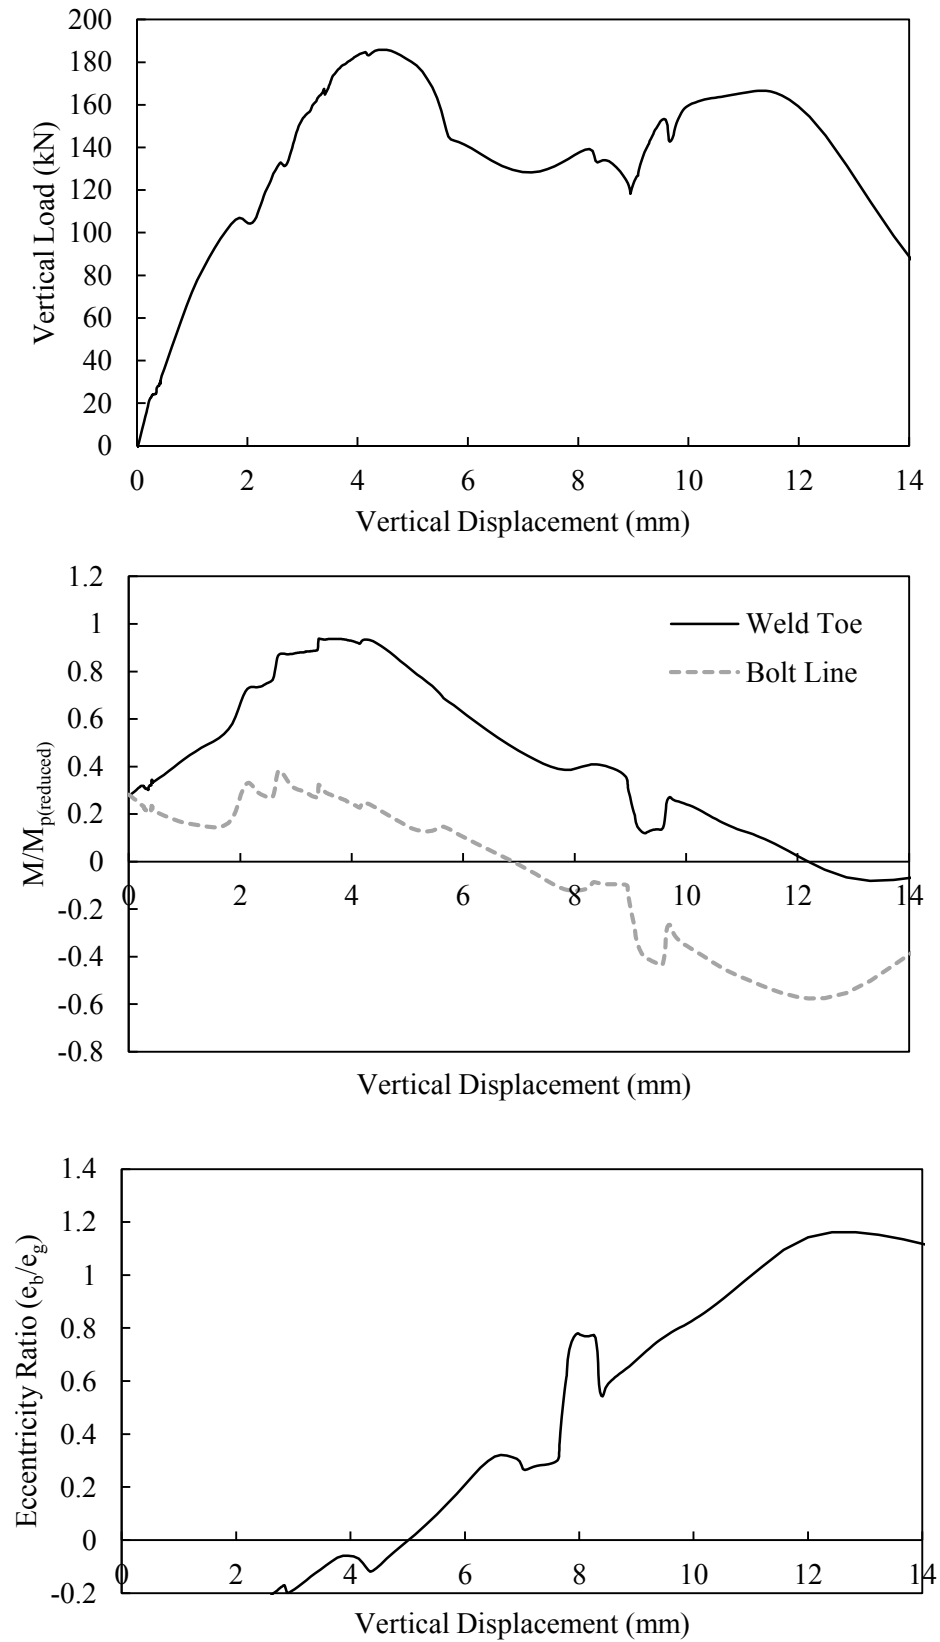 200
180
160
140
120
100
80
60
40
20
0
Vertical Load (kN)
0 2 4 6 8 10 12 14
Vertical Displacement (mm)
1.2
1
0.8
0.6
0.4
0.2
0
-0.2
-0.4
-0.6
-0.8
M/Mp(reduced)
Weld Toe
Bolt Line
0 2 4 6 8 10 12 14
Vertical Displacement (mm)
1.4
1.2
1
0.8
0.6
0.4
0.2
0
-0.2
Eccentricity Ratio (eb/eg)
0 2 4 6 8 10 12 14
Vertical Displacement (mm)